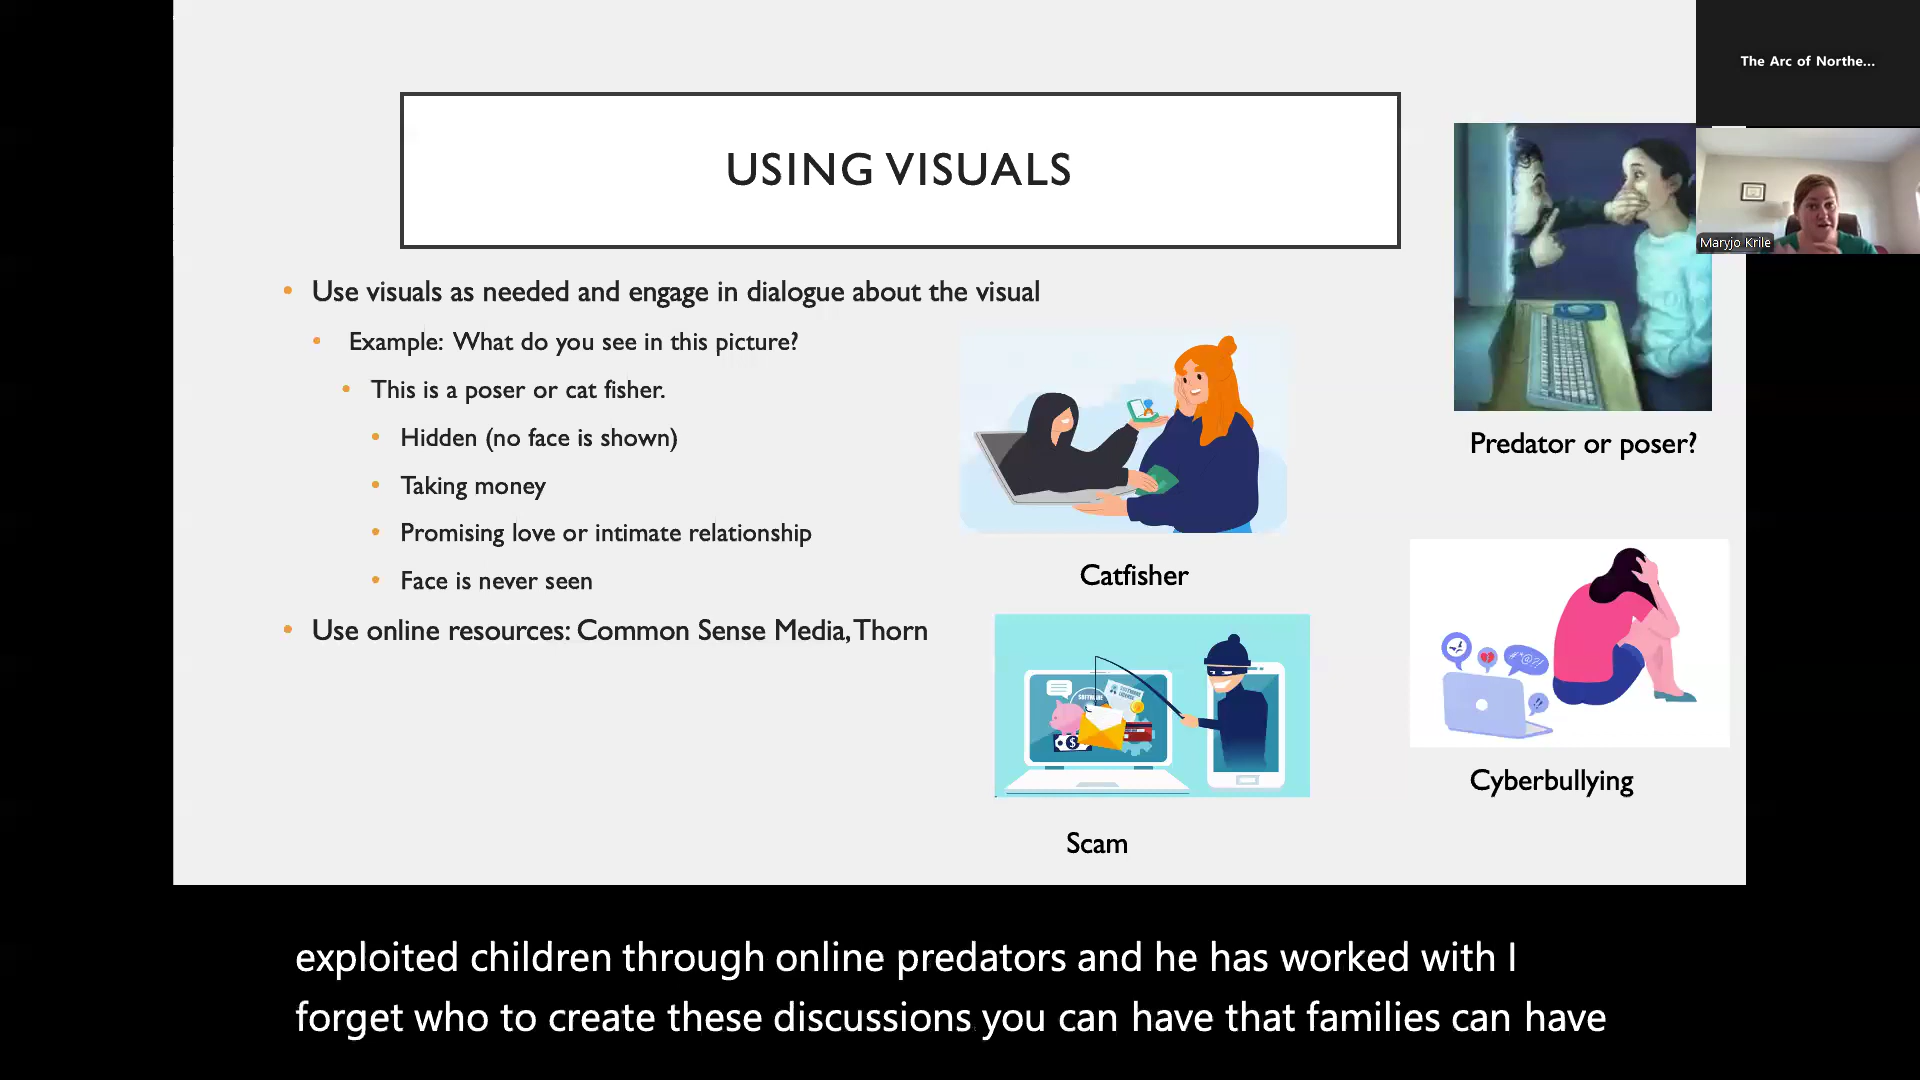 The Arc of Northe...
USING VISUALS
Maryjo Krile
Use visuals as needed and engage in dialogue about the visual
Example: What do you see in this picture?
This is a poser or cat fisher.
Hidden (no face is shown)
Taking money
Promising love or intimate relationship
Face is never seen
Use online resources: Common Sense Media, Thorn
Predator or poser?
Catfisher
SOFTWARE
#*@?!
!!
$
Cyberbullying
Scam
exploited children through online predators and he has worked with I
forget who to create these discussions you can have that families can have